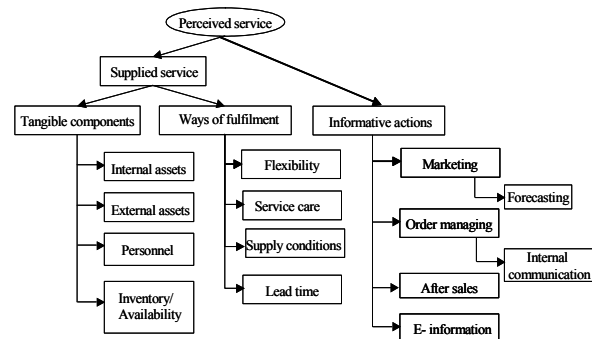 Perceived service
Supplied service
Tangible components
Ways of fulfilment
Informative actions
Internal assets
External assets
Personnel
Inventory/
Availability
Flexibility
Service care
Supply conditions
Lead time
Marketing
Forecasting
Order managing
Internal
communication
After sales
E- information